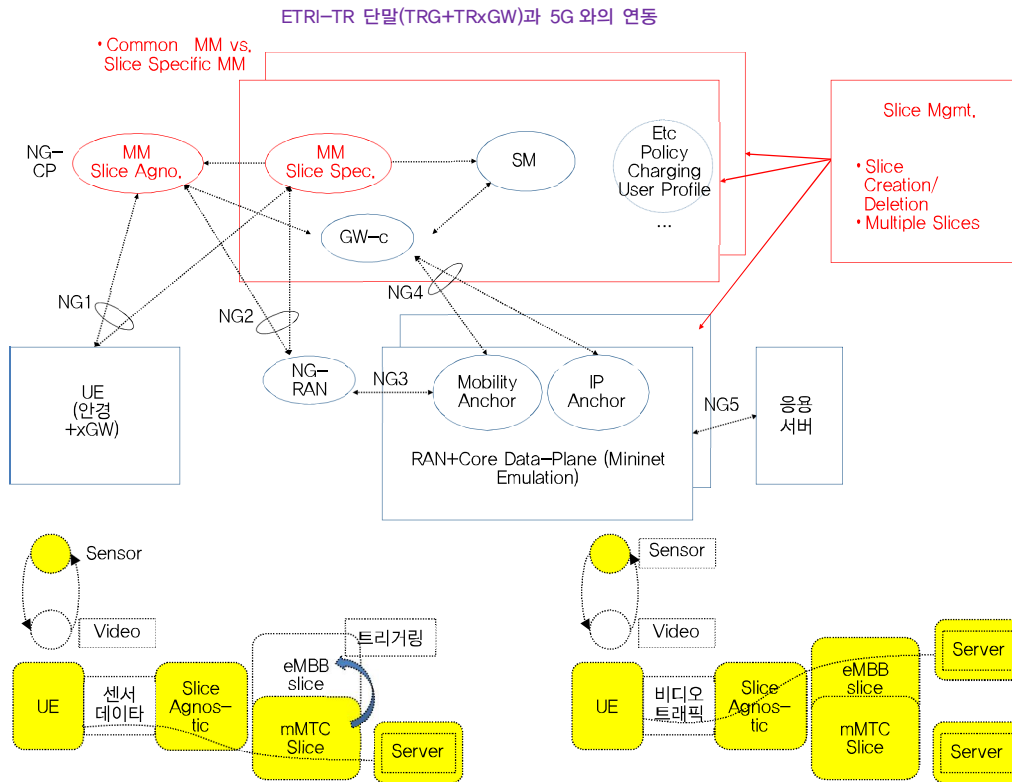 ETRI-TR 단말(TRG+TRxGW)과 5G 와의 연동
• Common MM vs.
Slice Specific MM
NG-
CP
MM
Slice Agno.
MM
Slice Spec.
SM
Etc
Policy
Charging
User Profile
...
GW-c
Slice Mgmt.
• Slice
Creation/
Deletion
• Multiple Slices
NG1
NG2
NG4
UE
(안경
+xGW)
NG-
RAN
NG3
Mobility
Anchor
IP
Anchor
NG5
응용
서버
RAN+Core Data-Plane (Mininet
Emulation)
Sensor
Video
트리거링
UE
센서
데이타
Slice
Agnos-
tic
eMBB
slice
mMTC
Slice
Server
Sensor
Video
UE
비디오
트래픽
Slice
Agnos-
tic
eMBB
slice
mMTC
Slice
Server
Server